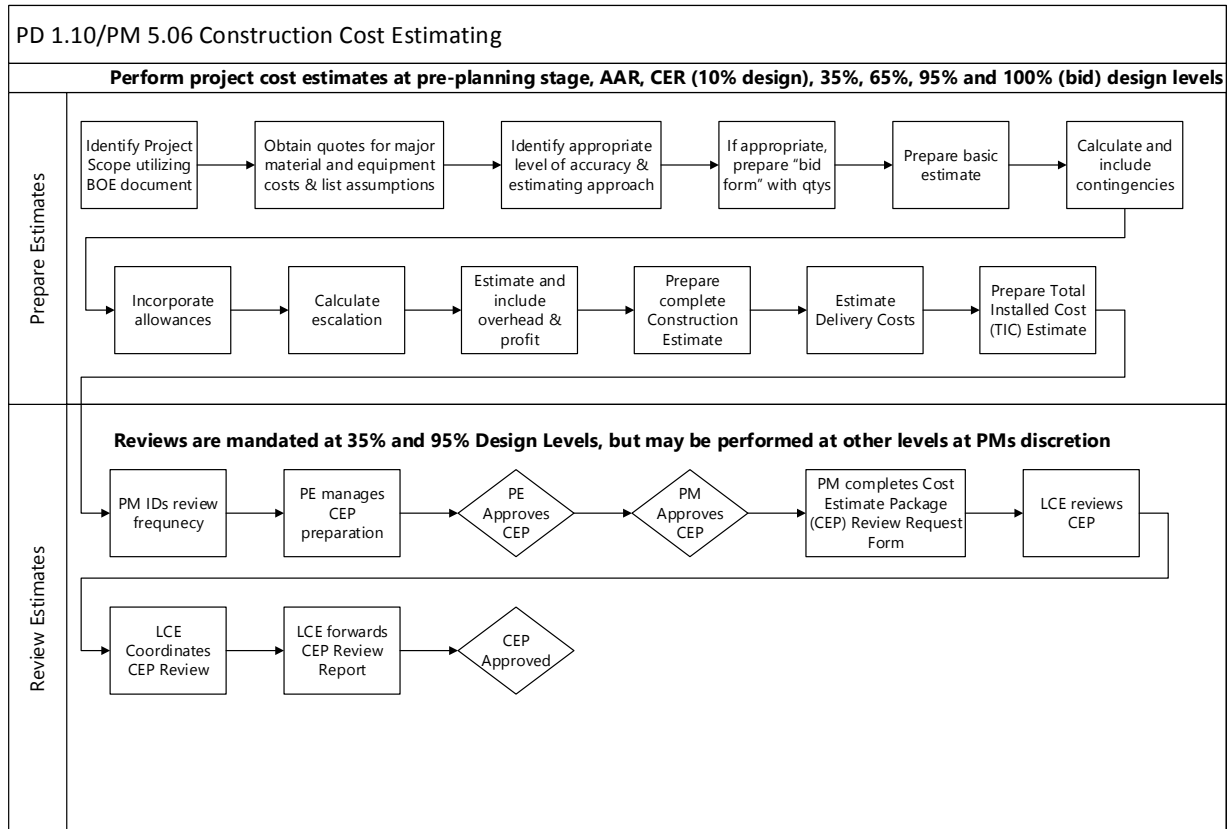 PD 1.10/PM 5.06 Construction Cost Estimating
Perform project cost estimates at pre-planning stage, AAR, CER (10% design), 35%, 65%, 95% and 100% (bid) design levels
Prepare Estimates
Identify Project
Scope utilizing
BOE document
Obtain quotes for major
material and equipment
costs & list assumptions
Identify appropriate
level of accuracy &
estimating approach
If appropriate,
prepare “bid
form” with qtys
Prepare basic
estimate
Calculate and
include
contingencies
Incorporate
allowances
Calculate
escalation
Estimate and
include
overhead &
profit
Prepare
complete
Construction
Estimate
Estimate
Delivery Costs
Prepare Total
Installed Cost
(TIC) Estimate
Review Estimates
Reviews are mandated at 35% and 95% Design Levels, but may be performed at other levels at PMs discretion
PM IDs review
frequnecy
PE manages
CEP
preparation
PE
Approves
CEP
PM
Approves
CEP
PM completes Cost
Estimate Package
(CEP) Review Request
Form
LCE reviews
CEP
LCE
Coordinates
CEP Review
LCE forwards
CEP Review
Report
CEP
Approved